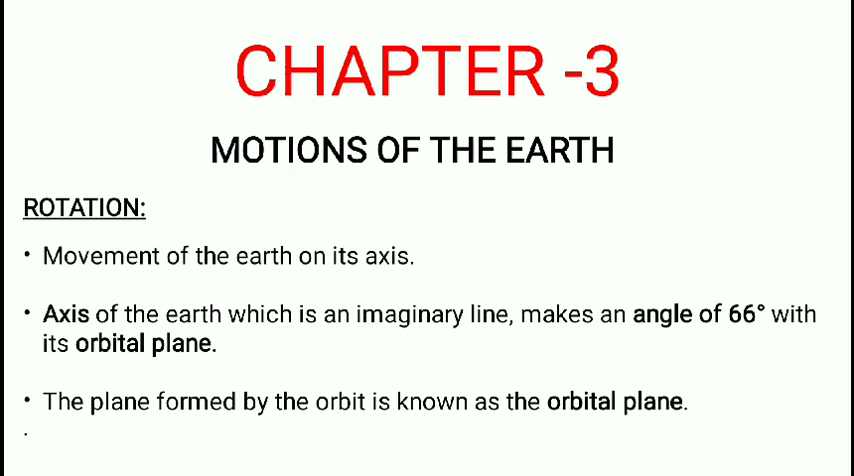 CHAPTER -3
MOTIONS OF THE EARTH
ROTATION:
• Movement of the earth on its axis.
• Axis of the earth which is an imaginary line, makes an angle of 66° with
its orbital plane.
• The plane formed by the orbit is known as the orbital plane.
.